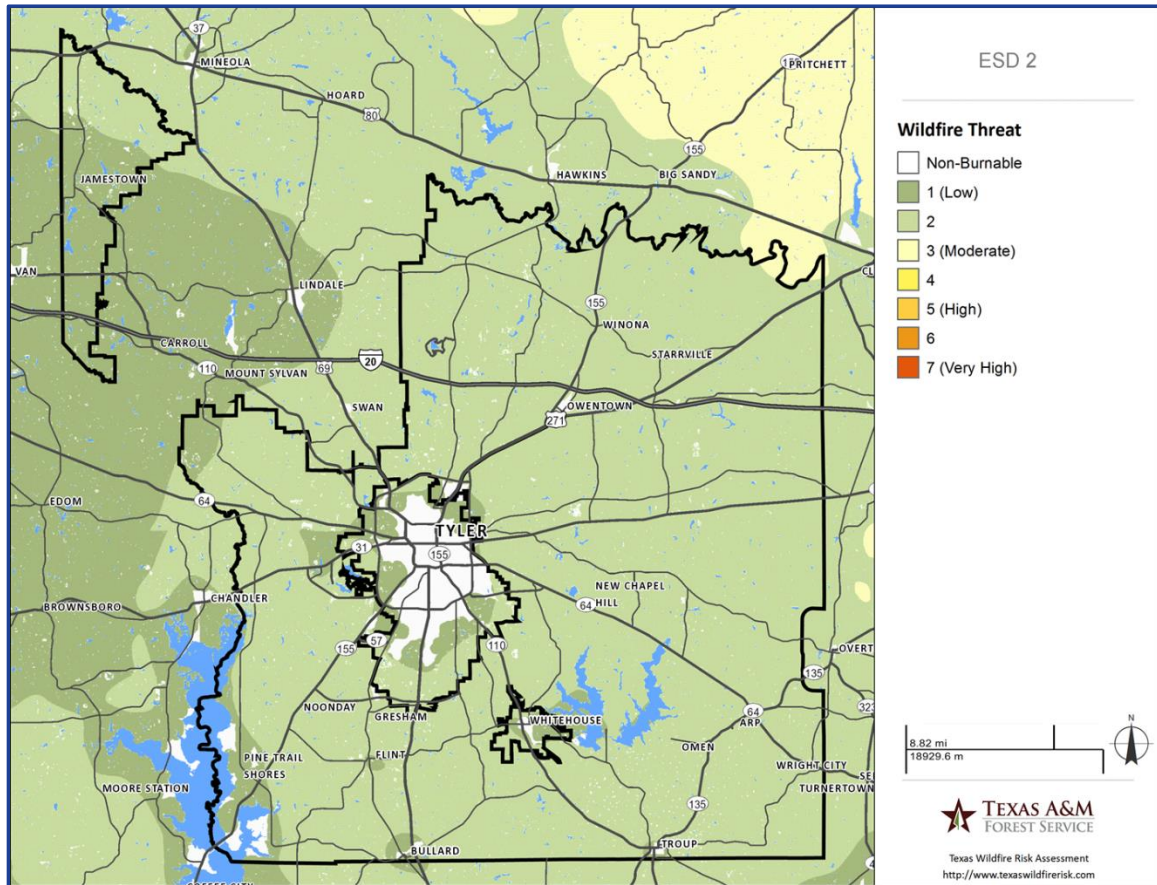 37
MINEOLA
HOARD
80
155
PRITCHETT
JAMESTOWN
HAWKINS
BIG SANDY
155
VAN
LINDALE
CARROLL
110
MOUNT SYLVAN
69
20
155
WINONA
STARRVILLE
SWAN
271
OWENTOWN
EDOM
64
TYLER
31
155
NEW CHAPEL
HILL
64
BROWNSBORO
CHANDLER
155
57
110
135
NOONDAY
GRESHAM
WHITEHOUSE
64
ARP
323
PINE TRAIL
SHORES
FLINT
OMEN
MOORE STATION
WRIGHT CITY
TURNERTOWN
135
BULLARD
TROUP
ESD 2
Wildfire Threat
Non-Burnable
1 (Low)
2
3 (Moderate)
4
5 (High)
6
7 (Very High)
N
8.82 mi
18929.6 m
TEXAS A&M
FOREST SERVICE
Texas Wildfire Risk Assessment
http://www.texaswildfirerisk.com